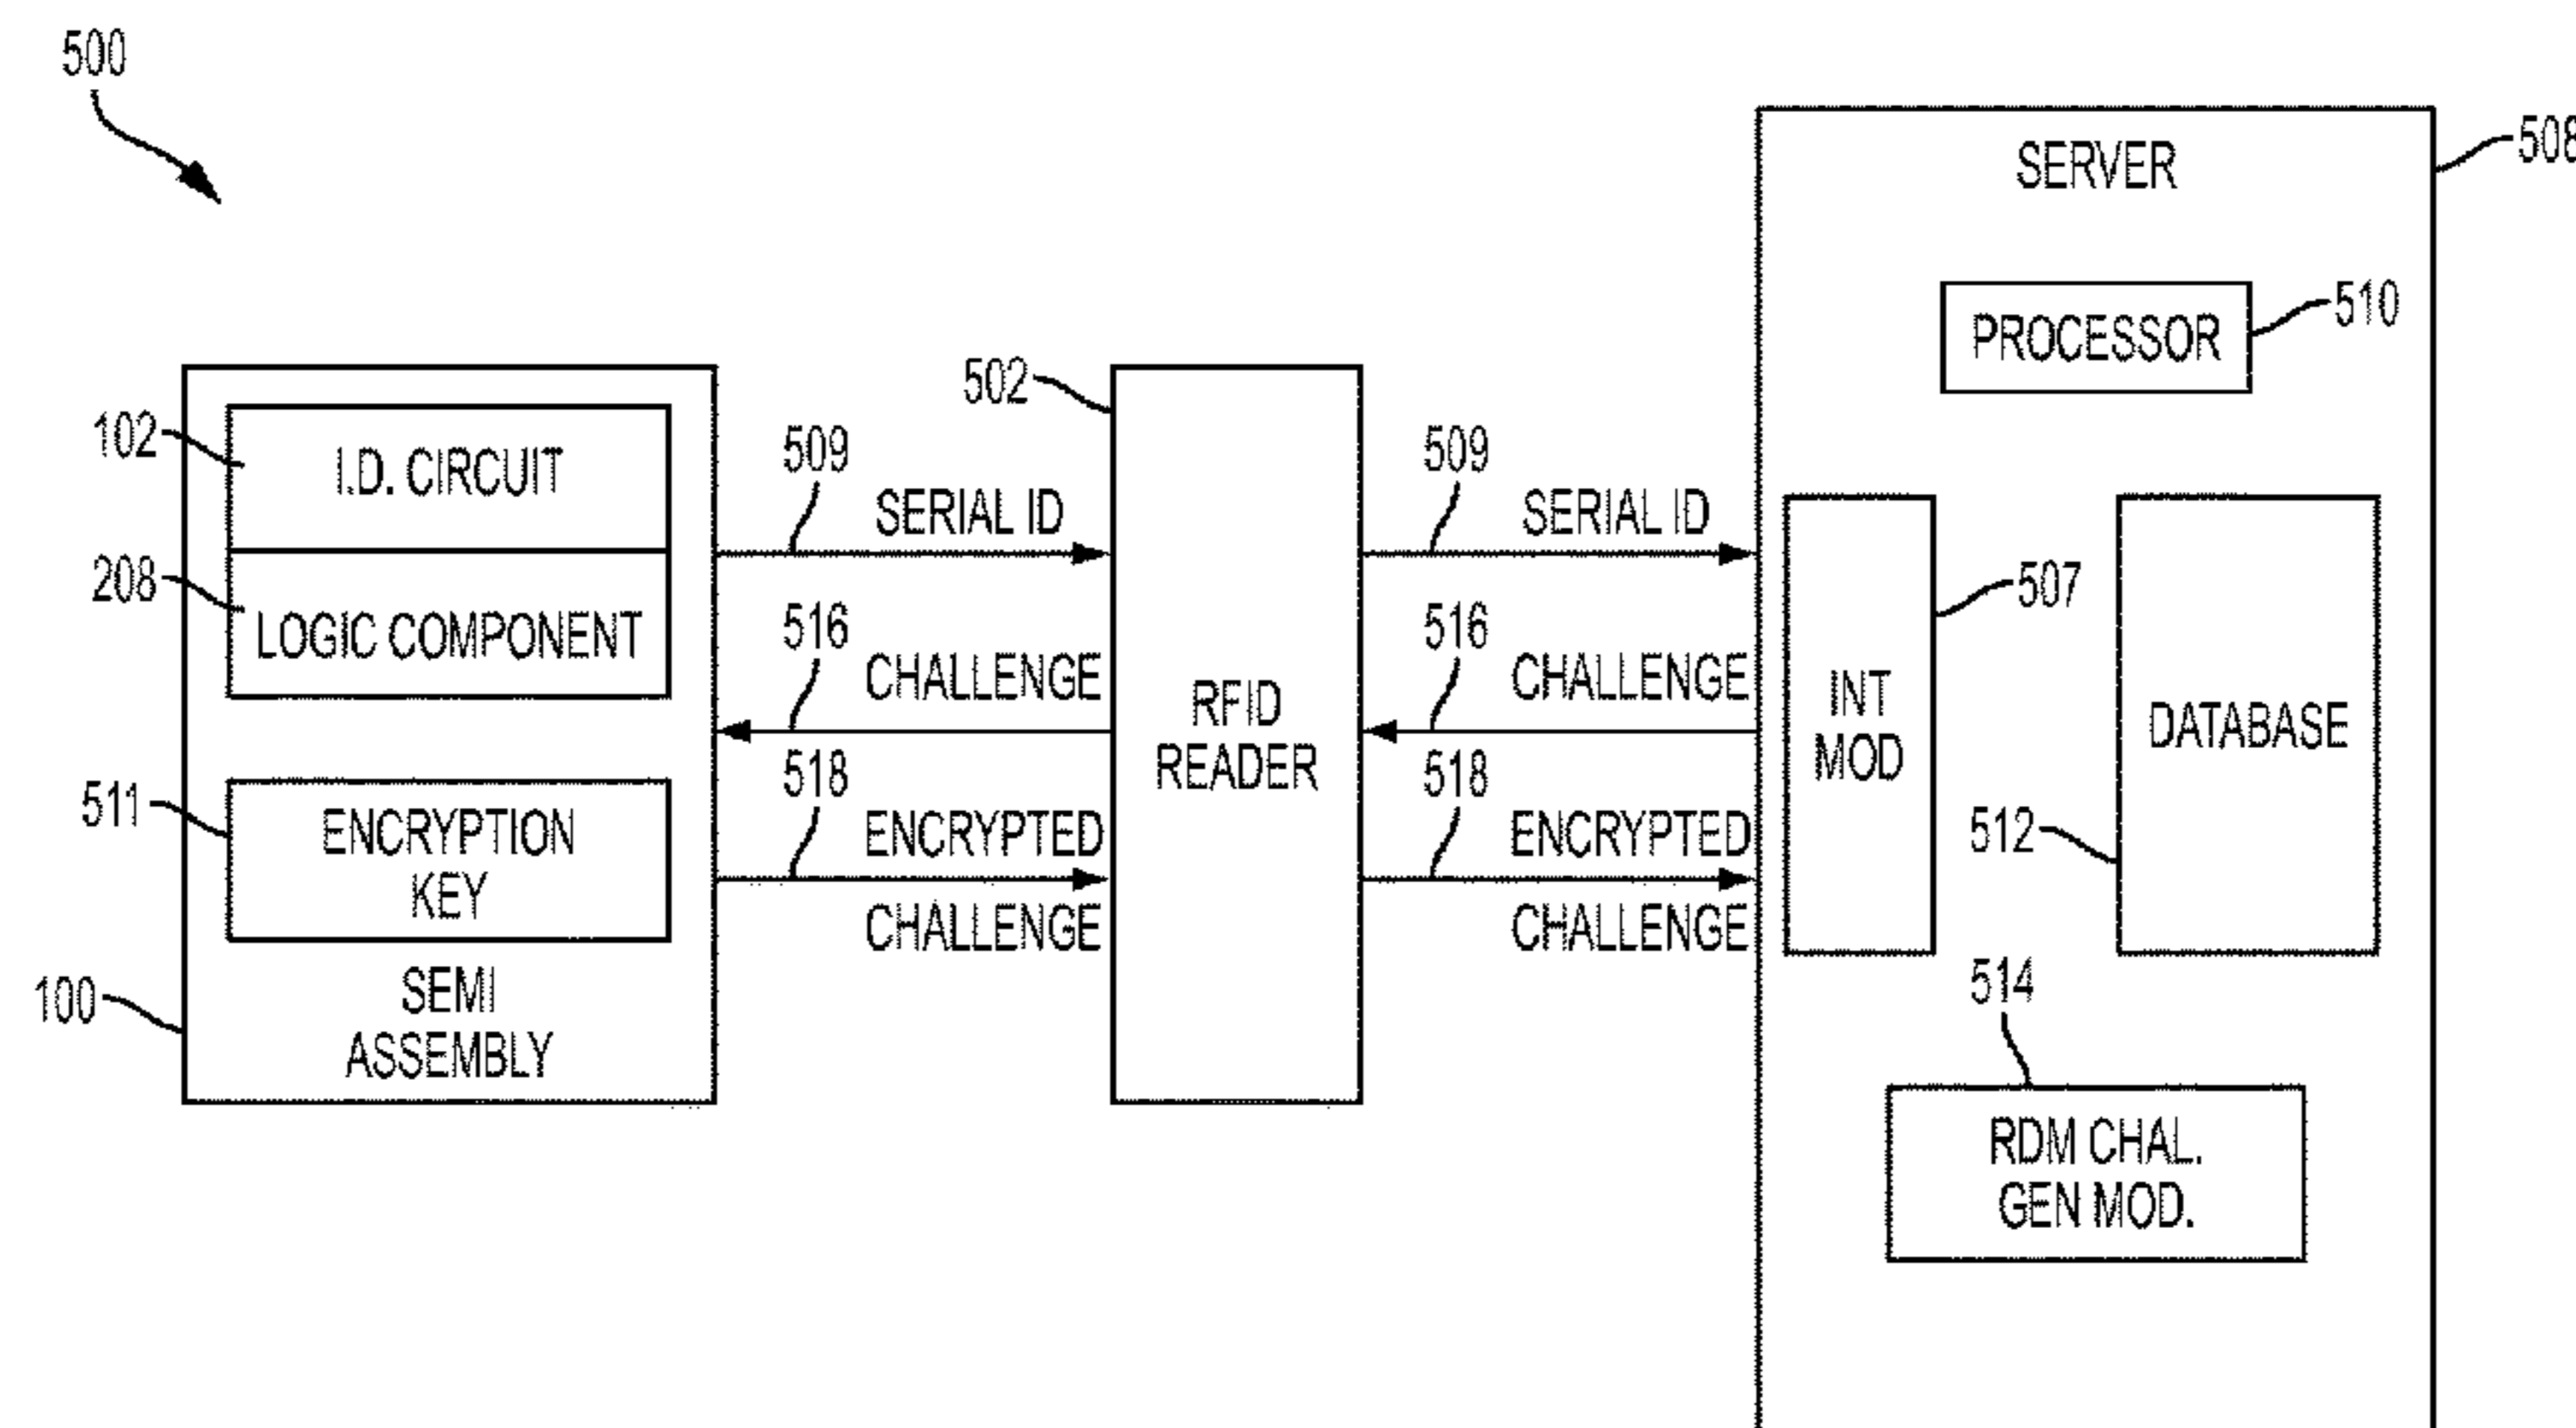 500
SERVER
508
PROCESSOR
510
102
I.D. CIRCUIT
208
LOGIC COMPONENT
511
ENCRYPTION
KEY
100
SEMI
ASSEMBLY
509
SERIAL ID
516
CHALLENGE
518
ENCRYPTED
CHALLENGE
502
RFID
READER
509
SERIAL ID
516
CHALLENGE
518
ENCRYPTED
CHALLENGE
507
INT
MOD
512
DATABASE
514
RDM CHAL.
GEN MOD.